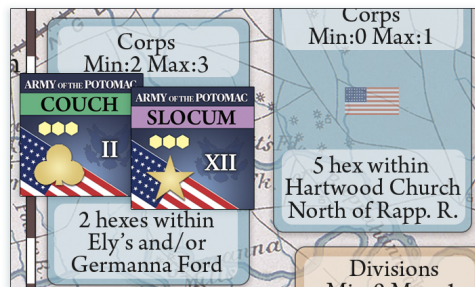 Corps
Min:2 Max:3
ARMY OF THE POTOMAC
COUCH
II
ARMY OF THE POTOMAC
SLOCUM
XII
2 hexes within
Ely's and/or
Germanna Ford
Corps
Min:0 Max:1
5 hex within
Hartwood Church
North of Rapp. R.
Divisions